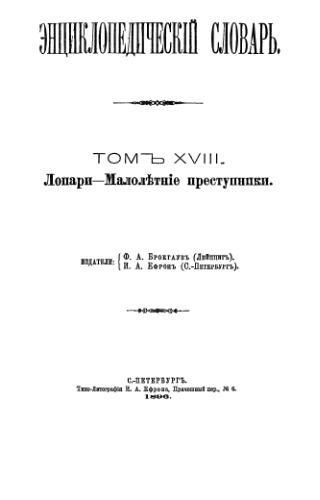 ЭНЦИКЛОПЕДИЧЕСКІЙ СЛОВАРЬ.
ТОМЪ XVIII.
Лопари—Малолѣтніе преступники.
ИЗДАТЕЛИ: { Ф. А. Брокгаузъ (Лейпцигъ).
И. А. Ефронъ (С.-Петербургъ).
С.-ПЕТЕРБУРГЪ.
Типо-Литографія И. А. Ефрона, Прачешный пер., № 6.
1896.